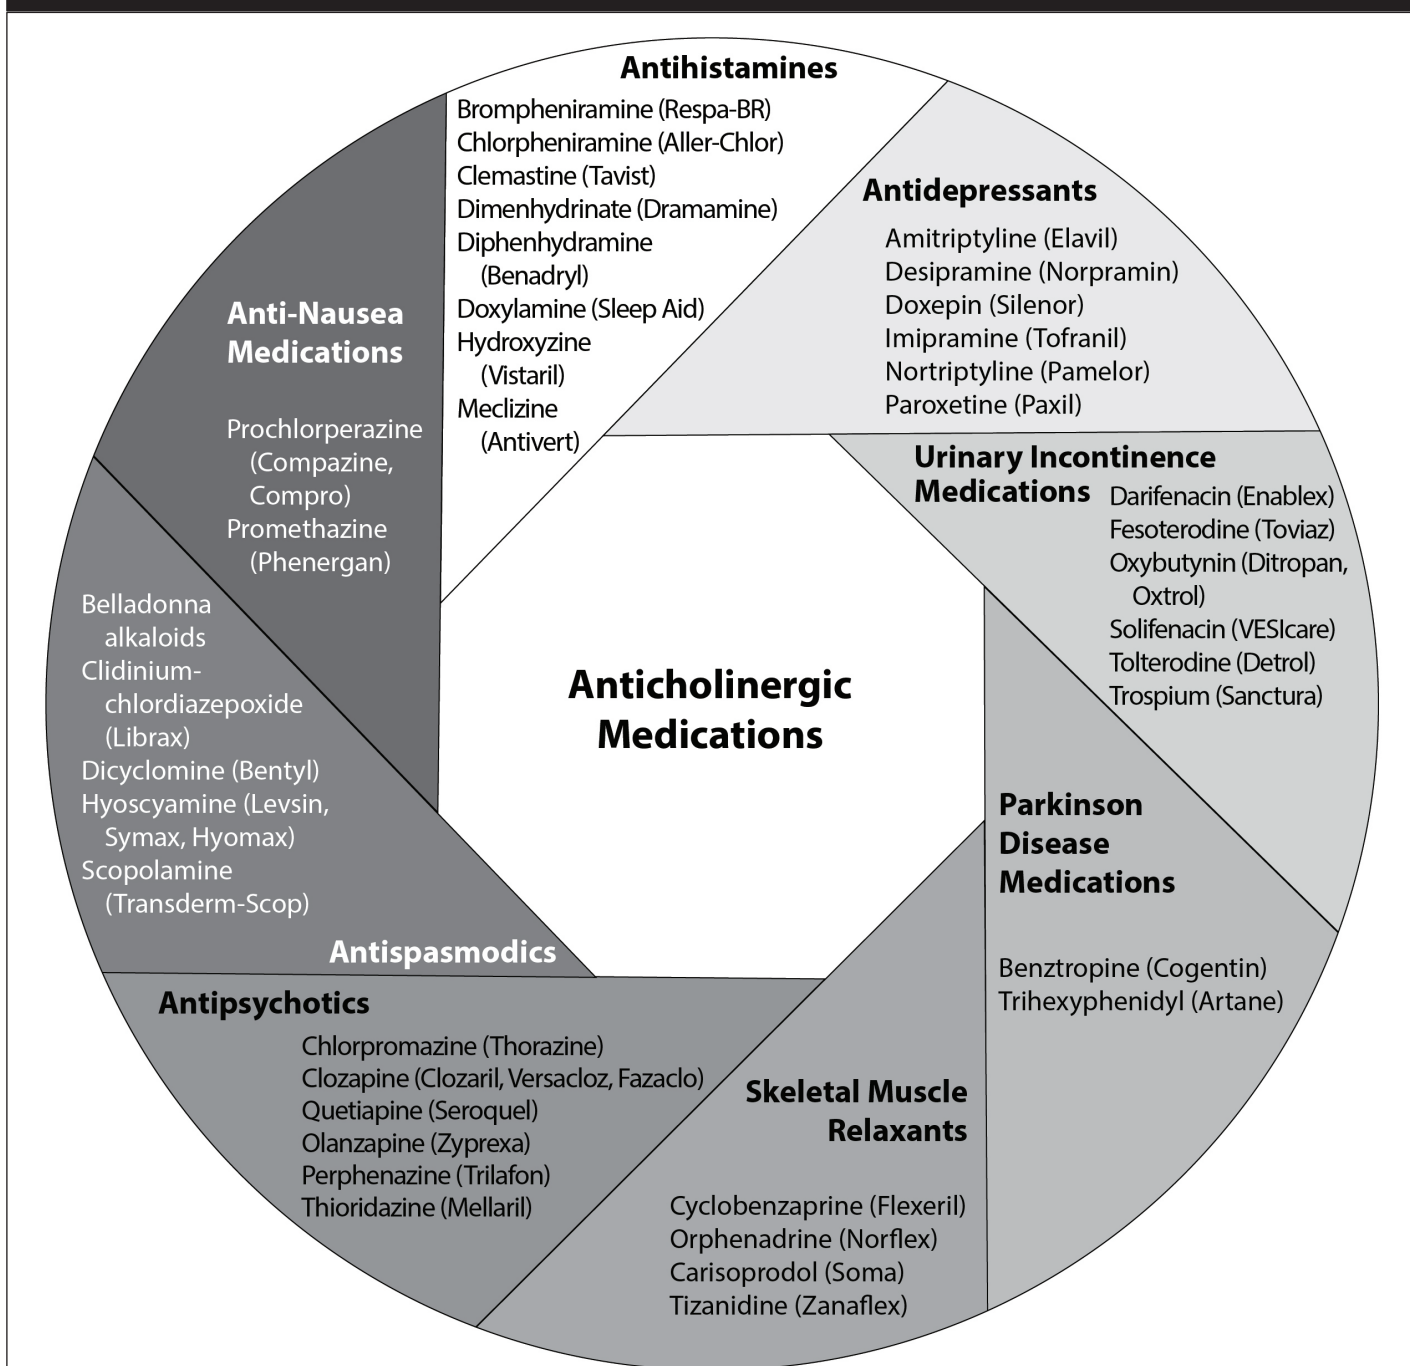 Antihistamines
Brompheniramine (Respa-BR)
Chlorpheniramine (Aller-Chlor)
Clemastine (Tavist)
Dimenhydrinate (Dramamine)
Diphenhydramine
(Benadryl)
Doxylamine (Sleep Aid)
Hydroxyzine
(Vistaril)
Meclizine
(Antivert)
Antidepressants
Amitriptyline (Elavil)
Desipramine (Norpramin)
Doxepin (Silenor)
Imipramine (Tofranil)
Nortriptyline (Pamelor)
Paroxetine (Paxil)
Urinary Incontinence
Medications
Darifenacin (Enablex)
Fesoterodine (Toviaz)
Oxybutynin (Ditropan,
Oxtrol)
Solifenacin (VESIcare)
Tolterodine (Detrol)
Trospium (Sanctura)
Parkinson
Disease
Medications
Benztropine (Cogentin)
Trihexyphenidyl (Artane)
Skeletal Muscle
Relaxants
Cyclobenzaprine (Flexeril)
Orphenadrine (Norflex)
Carisoprodol (Soma)
Tizanidine (Zanaflex)
Antipsychotics
Chlorpromazine (Thorazine)
Clozapine (Clozaril, Versacloz, Fazaclo)
Quetiapine (Seroquel)
Olanzapine (Zyprexa)
Perphenazine (Trilafon)
Thioridazine (Mellaril)
Belladonna
alkaloids
Clidinium-
chlordiazepoxide
(Librax)
Dicyclomine (Bentyl)
Hyoscyamine (Levsin,
Symax, Hyomax)
Scopolamine
(Transderm-Scop)
Antispasmodics
Anti-Nausea
Medications
Prochlorperazine
(Compazine,
Compro)
Promethazine
(Phenergan)
Anticholinergic
Medications